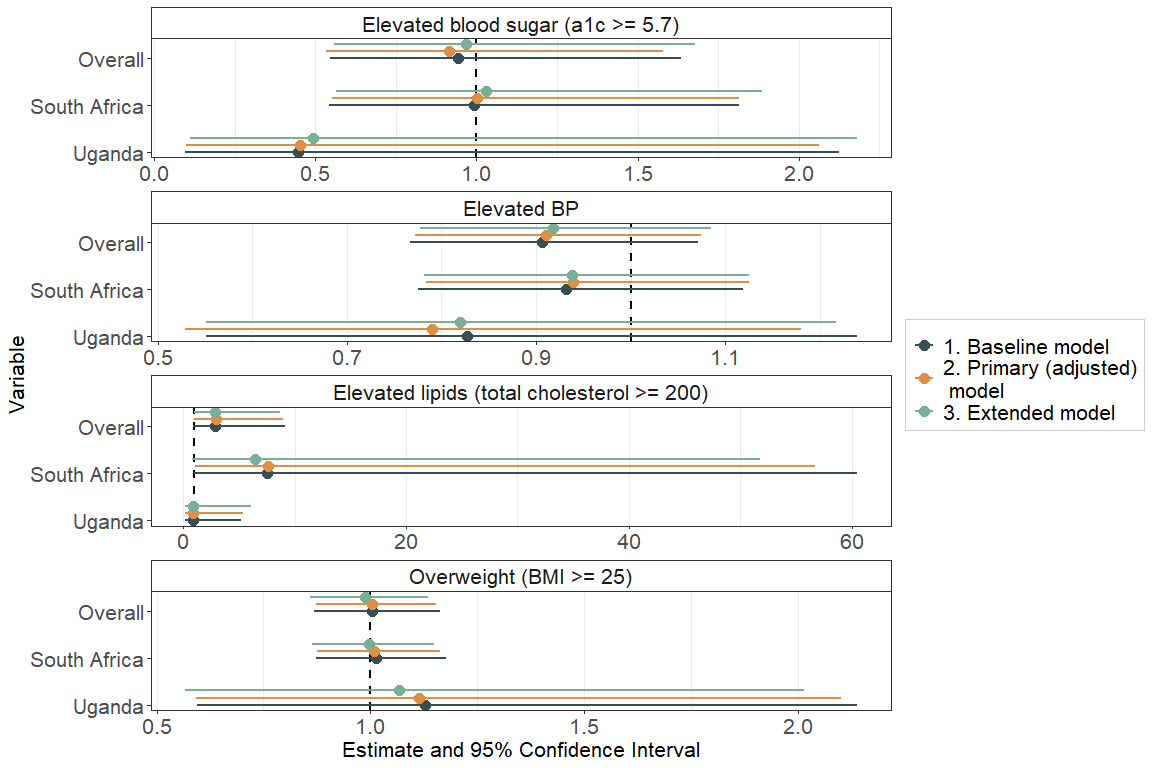 Elevated blood sugar (a1c >= 5.7)
Overall
South Africa
Uganda
0.0 0.5 1.0 1.5 2.0
Elevated BP
Overall
South Africa
Uganda
0.5 0.7 0.9 1.1
Elevated lipids (total cholesterol >= 200)
Overall
South Africa
Uganda
0 20 40 60
Overweight (BMI >= 25)
Overall
South Africa
Uganda
0.5 1.0 1.5 2.0
Estimate and 95% Confidence Interval
Variable
1. Baseline model
2. Primary (adjusted)
model
3. Extended model